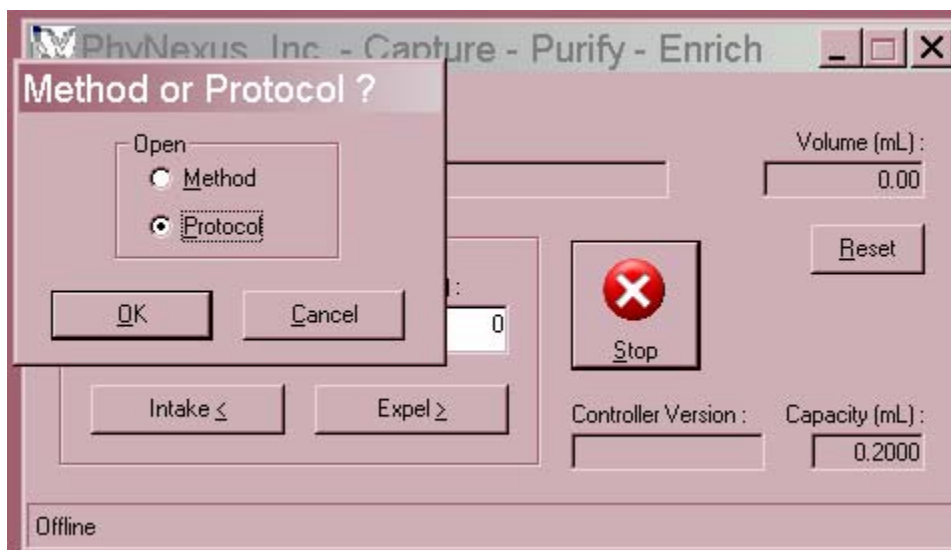 PhyNexus, Inc. - Capture - Purify - Enrich
Method or Protocol ?
Open
Method
Protocol
OK
Cancel
Volume (mL) :
0.00
Reset
:
0
Stop
Intake <
Expel >
Controller Version :
Capacity (mL) :
0.2000
Offline